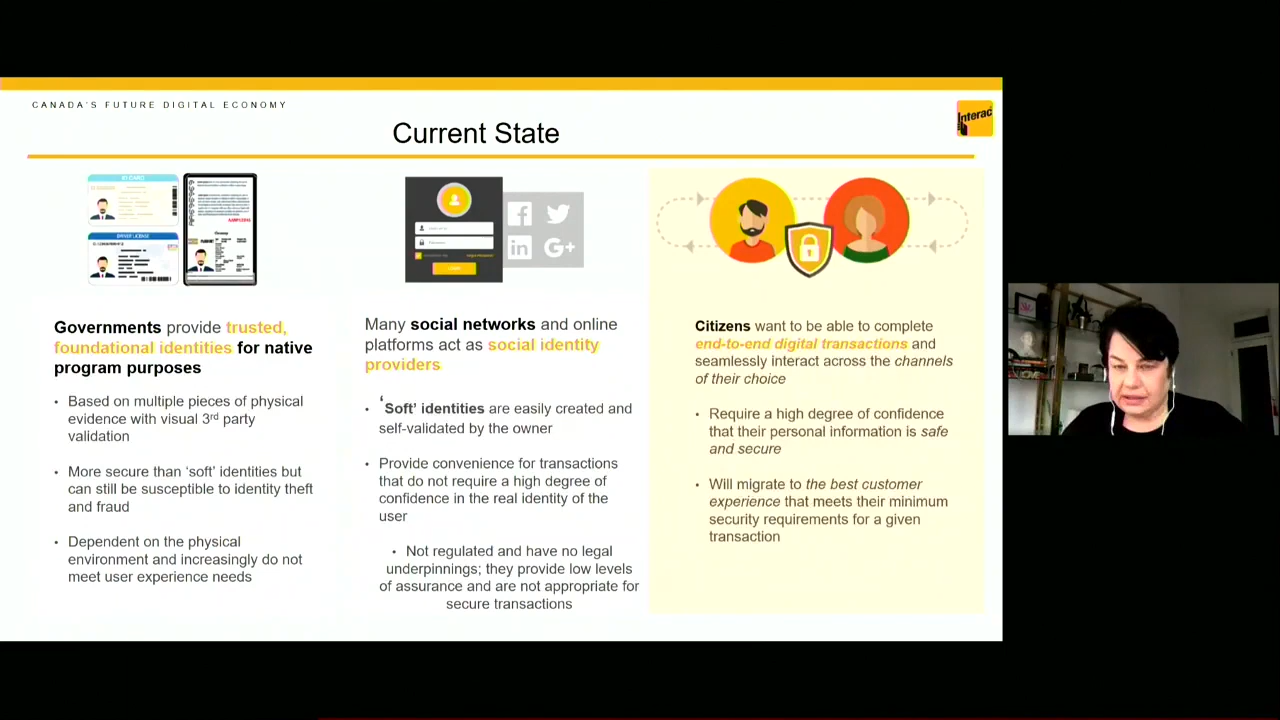 CANADA'S FUTURE DIGITAL ECONOMY
Interac
Current State
ID CARD
DRIVER LICENSE
Governments provide trusted,
foundational identities for native
program purposes
• Based on multiple pieces of physical
evidence with visual 3rd party
validation
• More secure than 'soft' identities but
can still be susceptible to identity theft
and fraud
• Dependent on the physical
environment and increasingly do not
meet user experience needs
Many social networks and online
platforms act as social identity
providers
• 'Soft' identities are easily created and
self-validated by the owner
• Provide convenience for transactions
that do not require a high degree of
confidence in the real identity of the
user
• Not regulated and have no legal
underpinnings; they provide low levels
of assurance and are not appropriate for
secure transactions
Citizens want to be able to complete
end-to-end digital transactions and
seamlessly interact across the channels
of their choice
• Require a high degree of confidence
that their personal information is safe
and secure
• Will migrate to the best customer
experience that meets their minimum
security requirements for a given
transaction